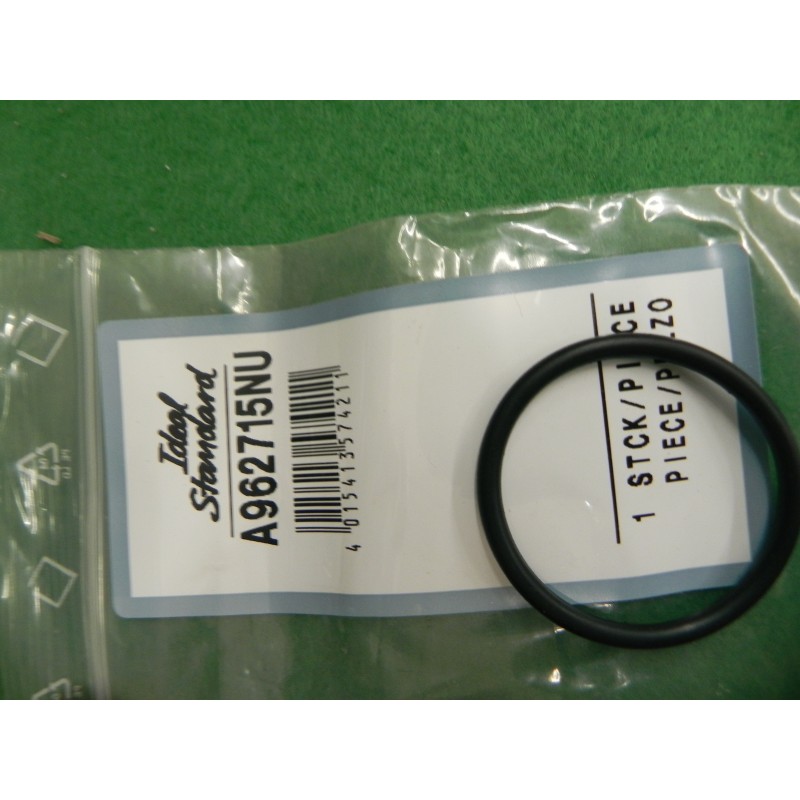 Ideal
Standard
A962715NU
4 015413 574211
1 STCK/PIECE
PIECE/PEZZO